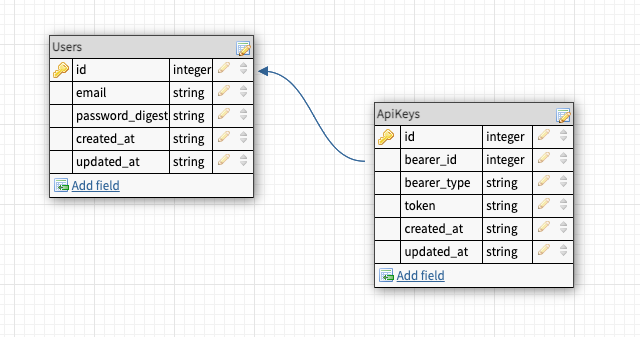 Users
id integer
email string
password_digest string
created_at string
updated_at string
Add field
ApiKeys
id integer
bearer_id integer
bearer_type string
token string
created_at string
updated_at string
Add field